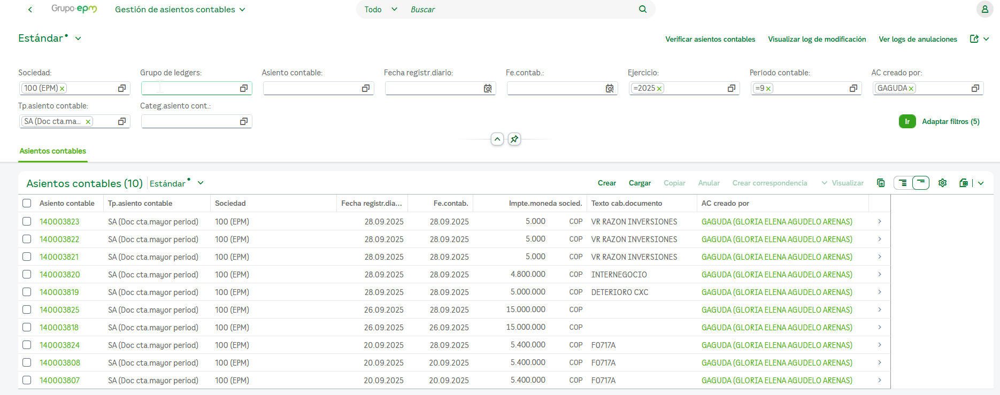 Grupo·epm Gestión de asientos contables Todo Buscar
Estándar* Verificar asientos contables Visualizar log de modificación Ver logs de anulaciones
Sociedad: Grupo de ledgers: Asiento contable: Fecha registr.diario: Fe.contab.: Ejercicio: Período contable: AC creado por:
100 (EPM) =2025 =9 GAGUDA
Tp.asiento contable: Categ.asiento cont.:
SA (Doc cta.ma... Ir Adaptar filtros (5)
Asientos contables
Asientos contables (10) Estándar* Crear Cargar Copiar Anular Crear correspondencia Visualizar
Asiento contable Tp.asiento contable Sociedad Fecha registr.dia... Fe.contab. Impte.moneda socied. Texto cab.documento AC creado por
140003823 SA (Doc cta.mayor period) 100 (EPM) 28.09.2025 28.09.2025 5.000 COP VR RAZON INVERSIONES GAGUDA (GLORIA ELENA AGUDELO ARENAS)
140003822 SA (Doc cta.mayor period) 100 (EPM) 28.09.2025 28.09.2025 5.000 COP VR RAZON INVERSIONES GAGUDA (GLORIA ELENA AGUDELO ARENAS)
140003821 SA (Doc cta.mayor period) 100 (EPM) 28.09.2025 28.09.2025 5.000 COP VR RAZON INVERSIONES GAGUDA (GLORIA ELENA AGUDELO ARENAS)
140003820 SA (Doc cta.mayor period) 100 (EPM) 28.09.2025 28.09.2025 4.800.000 COP INTERNEGOCIO GAGUDA (GLORIA ELENA AGUDELO ARENAS)
140003819 SA (Doc cta.mayor period) 100 (EPM) 28.09.2025 28.09.2025 5.000.000 COP DETERIORO CXC GAGUDA (GLORIA ELENA AGUDELO ARENAS)
140003825 SA (Doc cta.mayor period) 100 (EPM) 26.09.2025 28.09.2025 15.000.000 COP GAGUDA (GLORIA ELENA AGUDELO ARENAS)
140003818 SA (Doc cta.mayor period) 100 (EPM) 26.09.2025 26.09.2025 15.000.000 COP GAGUDA (GLORIA ELENA AGUDELO ARENAS)
140003824 SA (Doc cta.mayor period) 100 (EPM) 20.09.2025 28.09.2025 5.400.000 COP F0717A GAGUDA (GLORIA ELENA AGUDELO ARENAS)
140003808 SA (Doc cta.mayor period) 100 (EPM) 20.09.2025 20.09.2025 5.400.000 COP F0717A GAGUDA (GLORIA ELENA AGUDELO ARENAS)
140003807 SA (Doc cta.mayor period) 100 (EPM) 20.09.2025 20.09.2025 5.400.000 COP F0717A GAGUDA (GLORIA ELENA AGUDELO ARENAS)